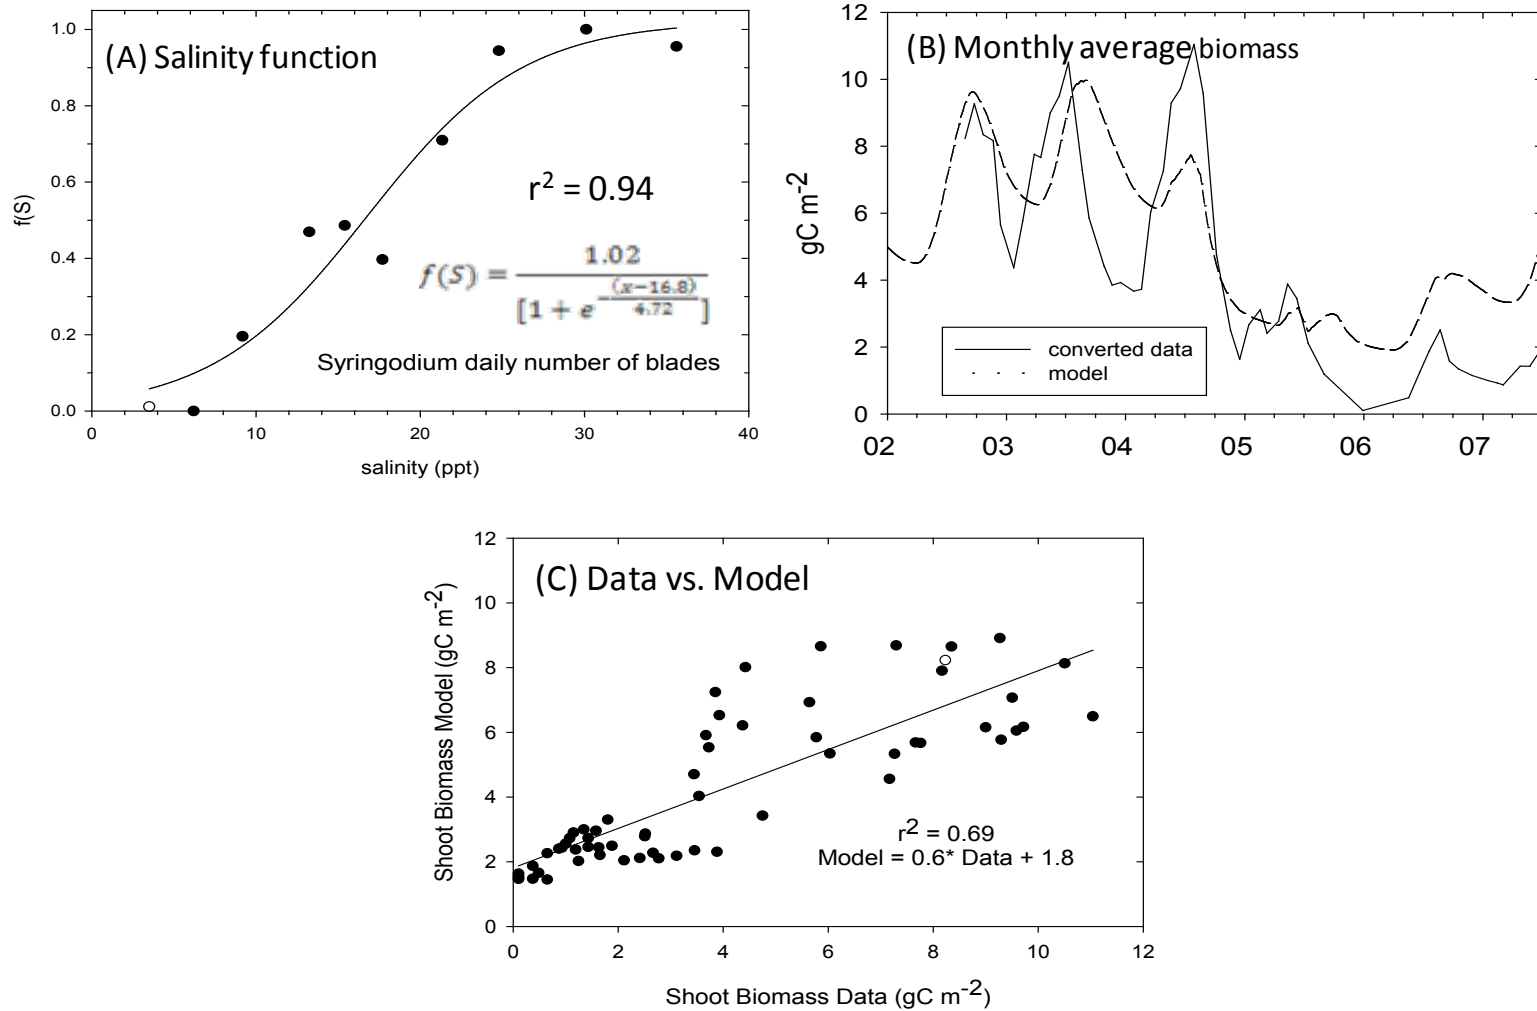 (A) Salinity function
1.0
0.8
0.6
0.4
0.2
0.0
f(S)
r² = 0.94
f(S) = 1.02 / [1 + e^-(x−16.8)/4.72]
Syringodium daily number of blades
0 10 20 30 40
salinity (ppt)
(B) Monthly average biomass
12
10
8
6
4
2
0
gC m⁻²
converted data
model
02 03 04 05 06 07
(C) Data vs. Model
12
10
8
6
4
2
0
Shoot Biomass Model (gC m⁻²)
r² = 0.69
Model = 0.6* Data + 1.8
0 2 4 6 8 10 12
Shoot Biomass Data (gC m⁻²)